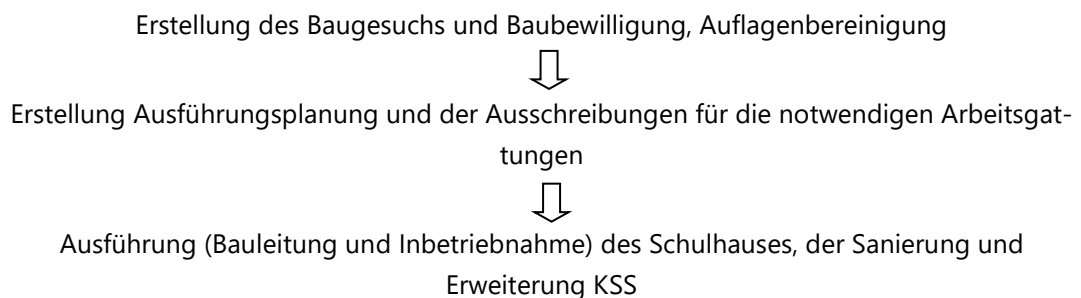 Erstellung des Baugesuchs und Baubewilligung, Auflagenbereinigung
Erstellung Ausführungsplanung und der Ausschreibungen für die notwendigen Arbeitsgat-
tungen
Ausführung (Bauleitung und Inbetriebnahme) des Schulhauses, der Sanierung und
Erweiterung KSS